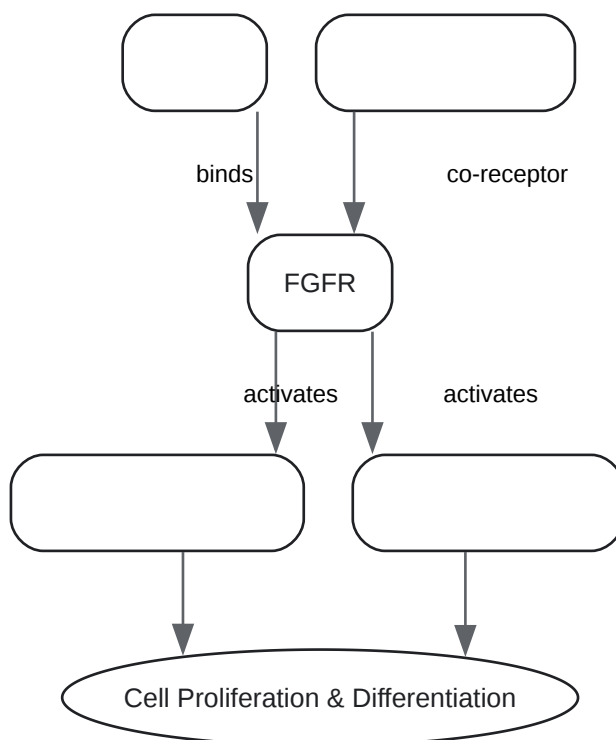 binds
co-receptor
FGFR
activates
activates
Cell Proliferation & Differentiation